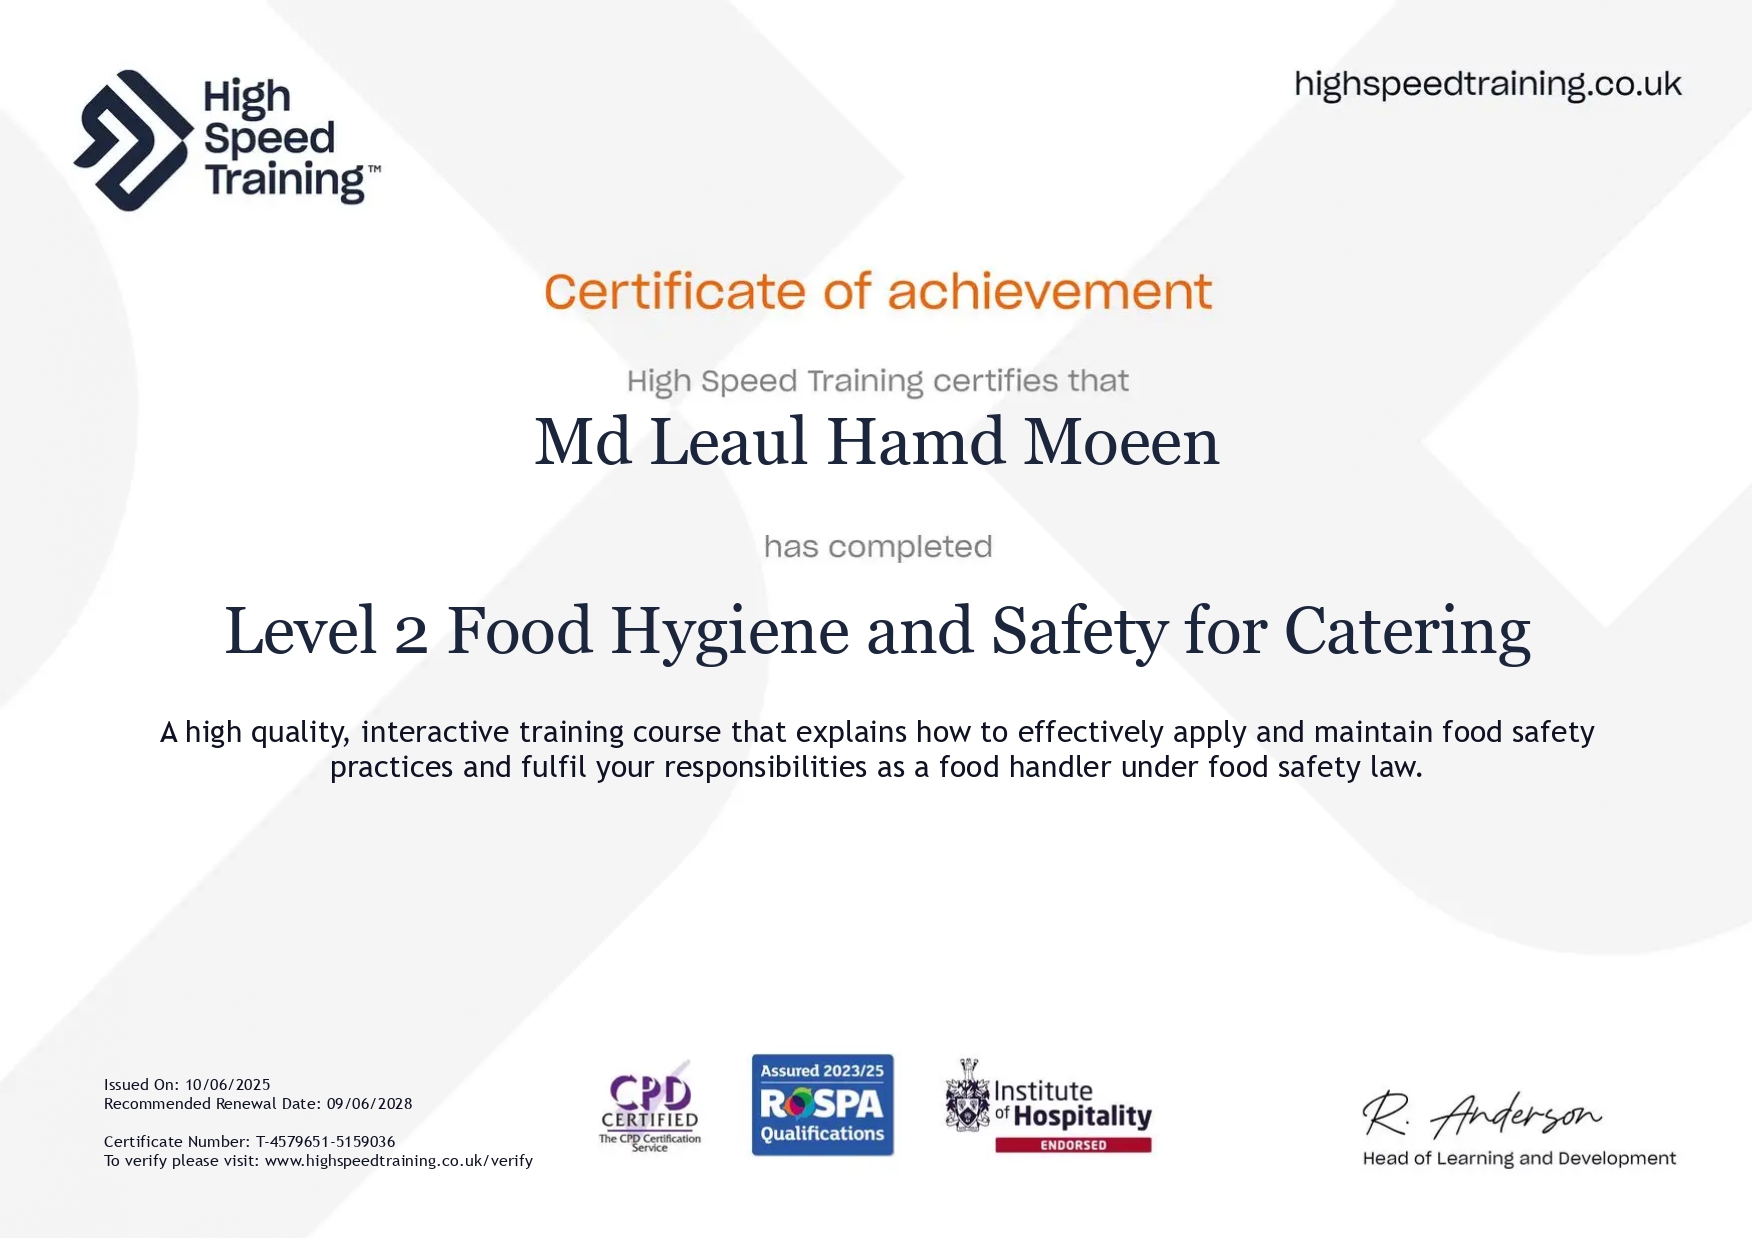 High
Speed
Training™
highspeedtraining.co.uk
Certificate of achievement
High Speed Training certifies that
Md Leaul Hamd Moeen
has completed
Level 2 Food Hygiene and Safety for Catering
A high quality, interactive training course that explains how to effectively apply and maintain food safety
practices and fulfil your responsibilities as a food handler under food safety law.
Issued On: 10/06/2025
Recommended Renewal Date: 09/06/2028
Certificate Number: T-4579651-5159036
To verify please visit: www.highspeedtraining.co.uk/verify
CPD
CERTIFIED
The CPD Certification
Service
Assured 2023/25
RoSPA
Qualifications
Institute
of Hospitality
ENDORSED
R. Anderson
Head of Learning and Development